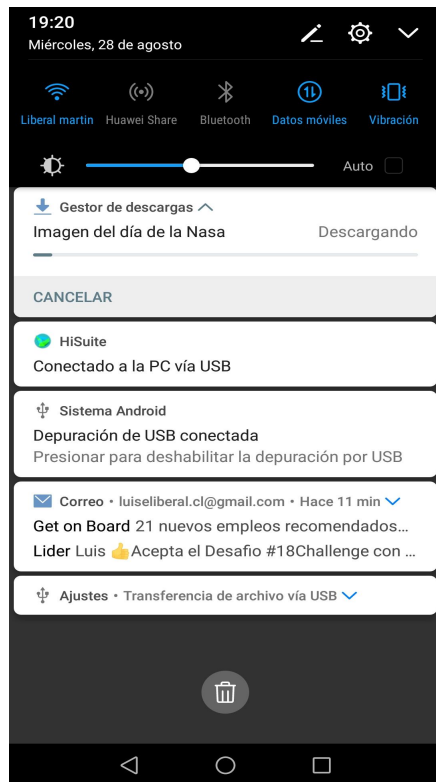 19:20
Miércoles, 28 de agosto
Liberal martin Huawei Share Bluetooth Datos móviles Vibración
Auto
Gestor de descargas
Imagen del día de la Nasa Descargando
CANCELAR
HiSuite
Conectado a la PC vía USB
Sistema Android
Depuración de USB conectada
Presionar para deshabilitar la depuración por USB
Correo • luiseliberal.cl@gmail.com • Hace 11 min
Get on Board 21 nuevos empleos recomendados...
Lider Luis 👍Acepta el Desafio #18Challenge con ...
Ajustes • Transferencia de archivo vía USB